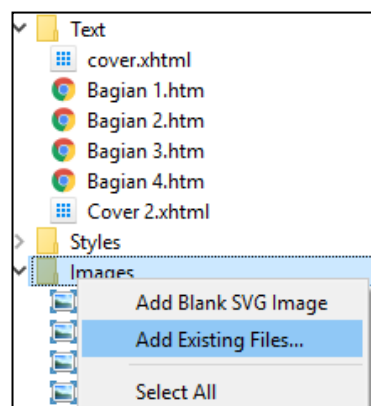 Text
cover.xhtml
Bagian 1.htm
Bagian 2.htm
Bagian 3.htm
Bagian 4.htm
Cover 2.xhtml
Styles
Images
Add Blank SVG Image
Add Existing Files...
Select All